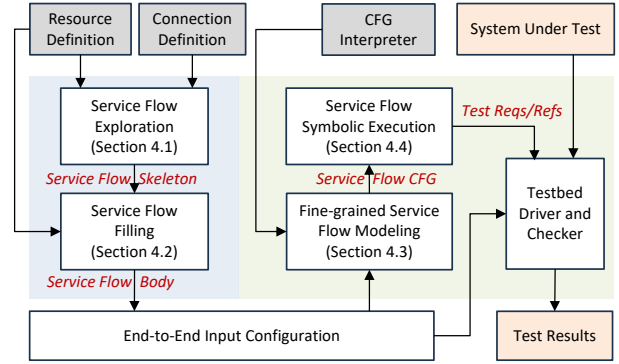 Resource
Definition
Connection
Definition
CFG
Interpreter
System Under Test
Service Flow
Exploration
(Section 4.1)
Service Flow
Symbolic Execution
(Section 4.4)
Test Reqs/Refs
Service Flow Skeleton
Service Flow CFG
Service Flow
Filling
(Section 4.2)
Fine-grained Service
Flow Modeling
(Section 4.3)
Testbed
Driver and
Checker
Service Flow Body
End-to-End Input Configuration
Test Results